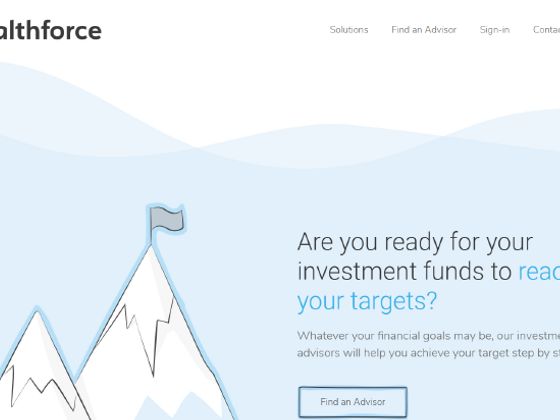 althforce
Solutions Find an Advisor Sign-in Contac
Are you ready for your
investment funds to reac
your targets?
Whatever your financial goals may be, our investme
advisors will help you achieve your target step by st
Find an Advisor